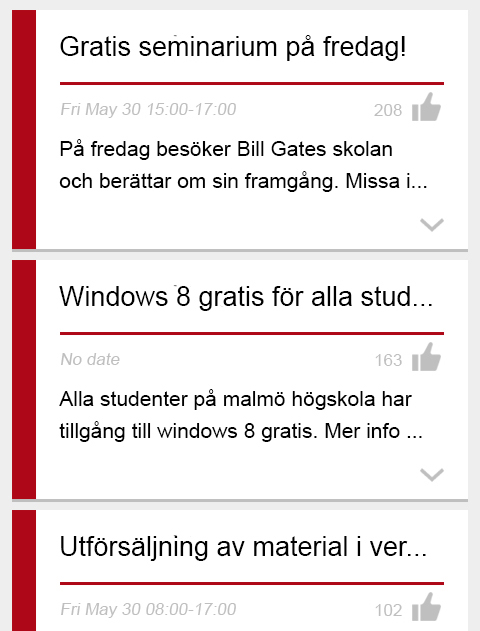 Gratis seminarium på fredag!
Fri May 30 15:00-17:00
208
På fredag besöker Bill Gates skolan
och berättar om sin framgång. Missa i...
Windows 8 gratis för alla stud...
No date
163
Alla studenter på malmö högskola har
tillgång till windows 8 gratis. Mer info ...
Utförsäljning av material i ver...
Fri May 30 08:00-17:00
102